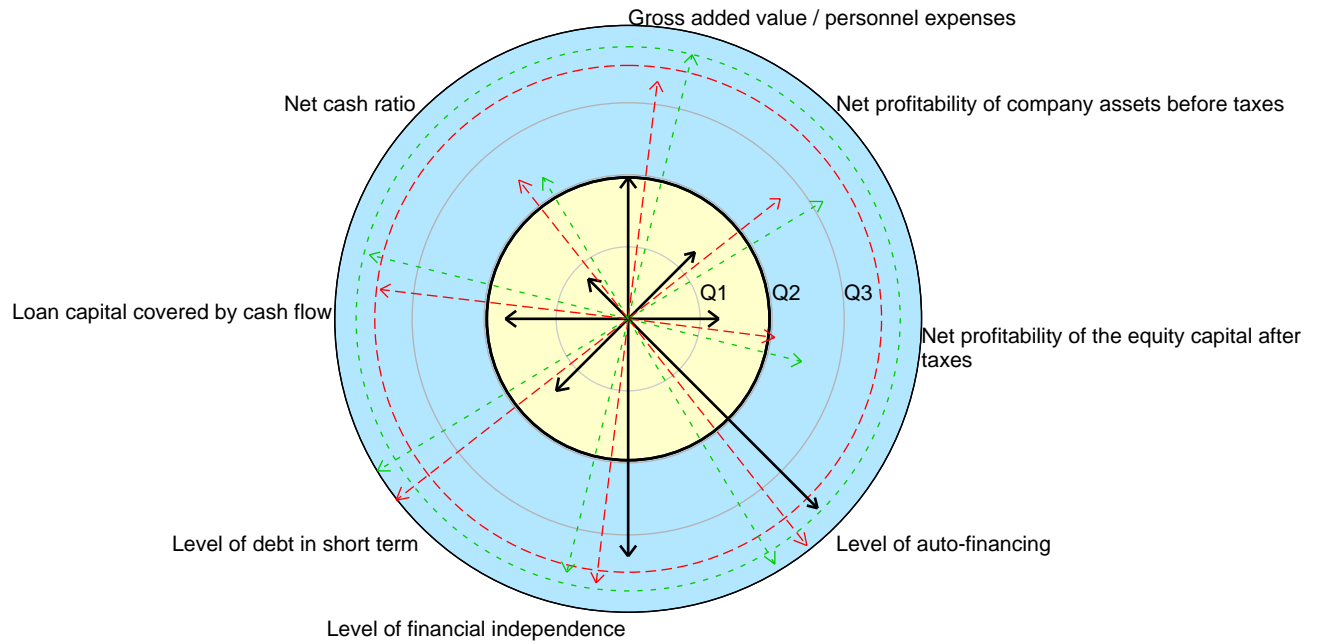 Gross added value / personnel expenses
Net cash ratio
Net profitability of company assets before taxes
Q1
Q2
Q3
Loan capital covered by cash flow
Net profitability of the equity capital after
taxes
Level of debt in short term
Level of auto-financing
Level of financial independence